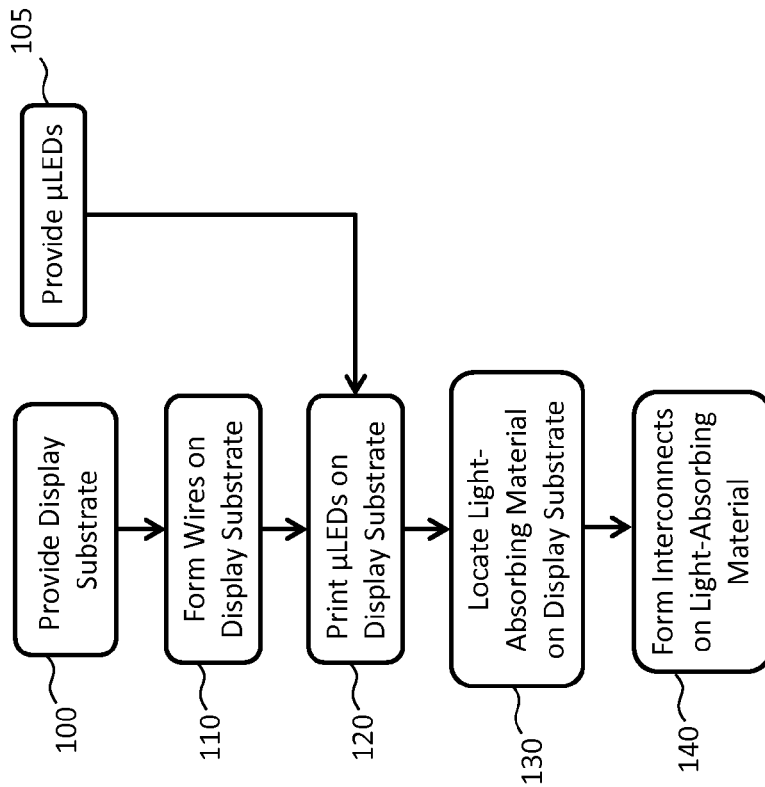 Provide µLEDs
105
Provide Display
Substrate
100
Form Wires on
Display Substrate
110
Print µLEDs on
Display Substrate
120
Locate Light-
Absorbing Material
on Display Substrate
130
Form Interconnects
on Light-Absorbing
Material
140